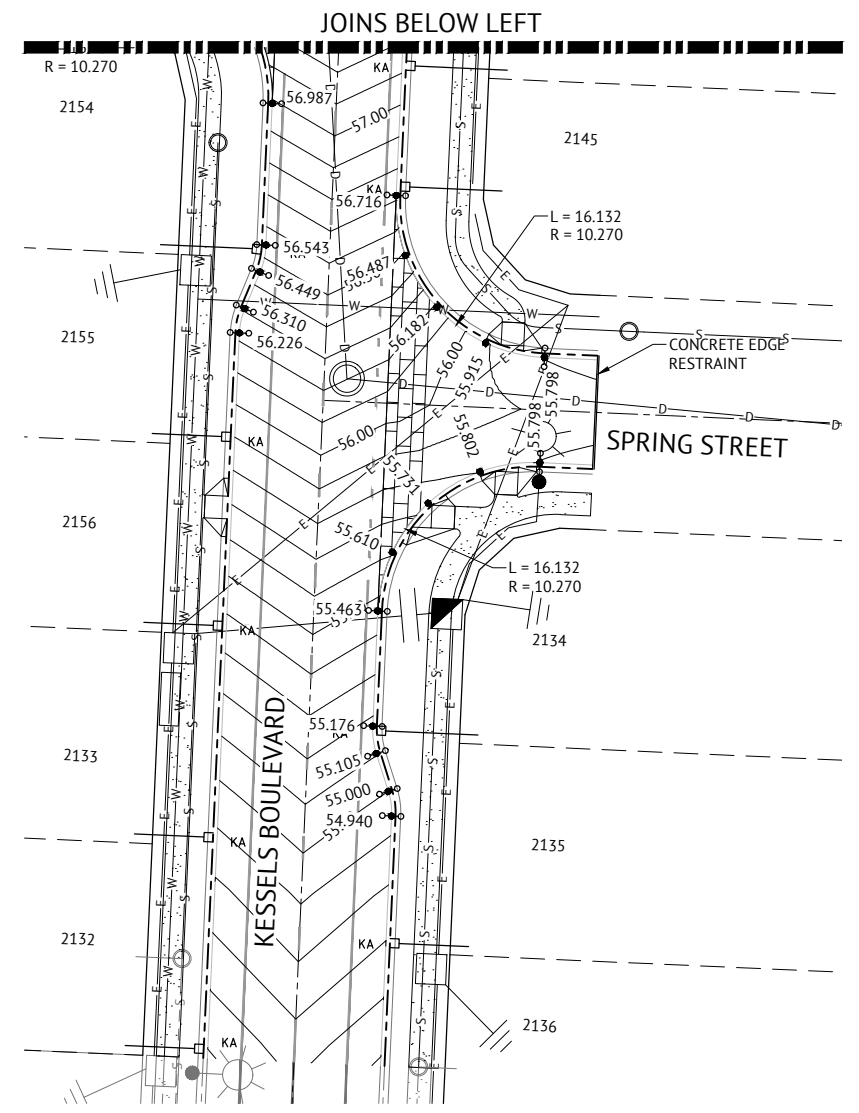 JOINS BELOW LEFT
R = 10.270
KA
2154
56.987
57.00
2145
KA
56.716
L = 16.132
R = 10.270
56.543
56.487
56.449
56.310
2155
56.226
56.182
56.00
55.915
CONCRETE EDGE
RESTRAINT
55.798
55.798
SPRING STREET
KA
56.00
55.802
55.731
2156
55.610
L = 16.132
R = 10.270
55.463
KA
2134
55.176
KA
2133
55.105
55.000
54.940
KESSELS BOULEVARD
KA
2135
2132
KA
2136
KA
W
E
S
D